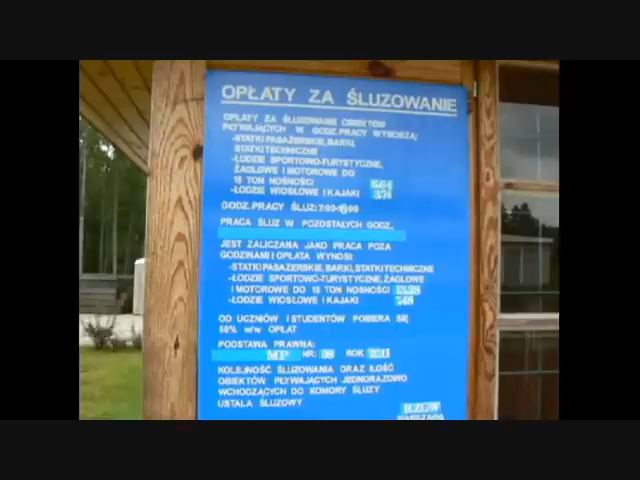 OPŁATY ZA ŚLUZOWANIE
OPŁATY ZA ŚLUZOWANIE OBIEKTÓW
PŁYWAJĄCYCH W GODZ.PRACY WYNOSZĄ:
-STATKI PASAŻERSKIE, BARKI,
STATKI TECHNICZNE
-ŁODZIE SPORTOWO-TURYSTYCZNE,
ŻAGLOWE I MOTOROWE DO
15 TON NOŚNOŚCI
-ŁODZIE WIOSŁOWE I KAJAKI
GODZ.PRACY ŚLUZ:
PRACA ŚLUZ W POZOSTAŁYCH GODZ.
JEST ZALICZANA JAKO PRACA POZA
GODZINAMI I OPŁATA WYNOSI:
-STATKI PASAŻERSKIE, BARKI, STATKI TECHNICZNE
-ŁODZIE SPORTOWO-TURYSTYCZNE, ŻAGLOWE
I MOTOROWE DO 15 TON NOŚNOŚCI
-ŁODZIE WIOSŁOWE I KAJAKI 7.48
OD UCZNIÓW I STUDENTÓW POBIERA SIĘ
50% w/w OPŁAT
PODSTAWA PRAWNA:
MP NR: ROK
KOLEJNOŚĆ ŚLUZOWANIA ORAZ ILOŚĆ
OBIEKTÓW PŁYWAJĄCYCH JEDNORAZOWO
WCHODZĄCYCH DO KOMORY ŚLUZY
USTALA ŚLUZOWY
RZGW